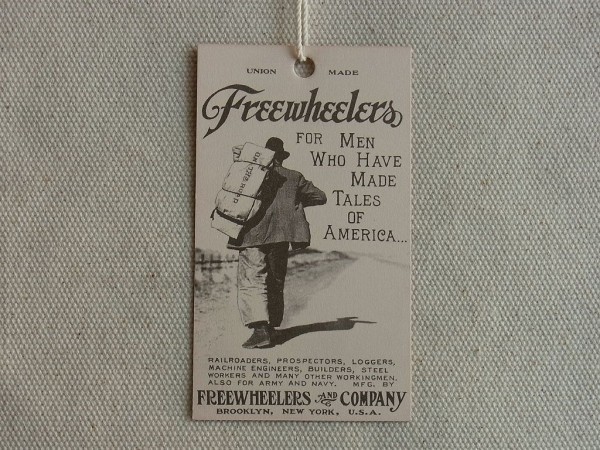 UNION MADE
Freewheelers
FOR MEN
WHO HAVE
MADE
TALES
OF
AMERICA...
RAILROADERS, PROSPECTORS, LOGGERS,
MACHINE ENGINEERS, BUILDERS, STEEL
WORKERS AND MANY OTHER WORKINGMEN.
ALSO FOR ARMY AND NAVY. MFG. BY
FREEWHEELERS AND COMPANY
BROOKLYN, NEW YORK, U.S.A.